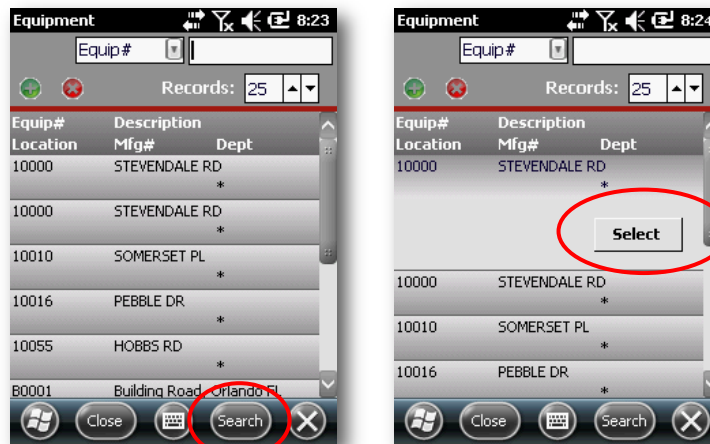 Equipment 8:23
Equip#
Records: 25
Equip# Description
Location Mfg# Dept
10000 STEVENDALE RD
*
10000 STEVENDALE RD
*
10010 SOMERSET PL
*
10016 PEBBLE DR
*
10055 HOBBS RD
*
B0001 Building Road, Orlando FL
Close Search
Equipment 8:24
Equip#
Records: 25
Equip# Description
Location Mfg# Dept
10000 STEVENDALE RD
*
Select
10000 STEVENDALE RD
*
10010 SOMERSET PL
*
10016 PEBBLE DR
*
Close Search